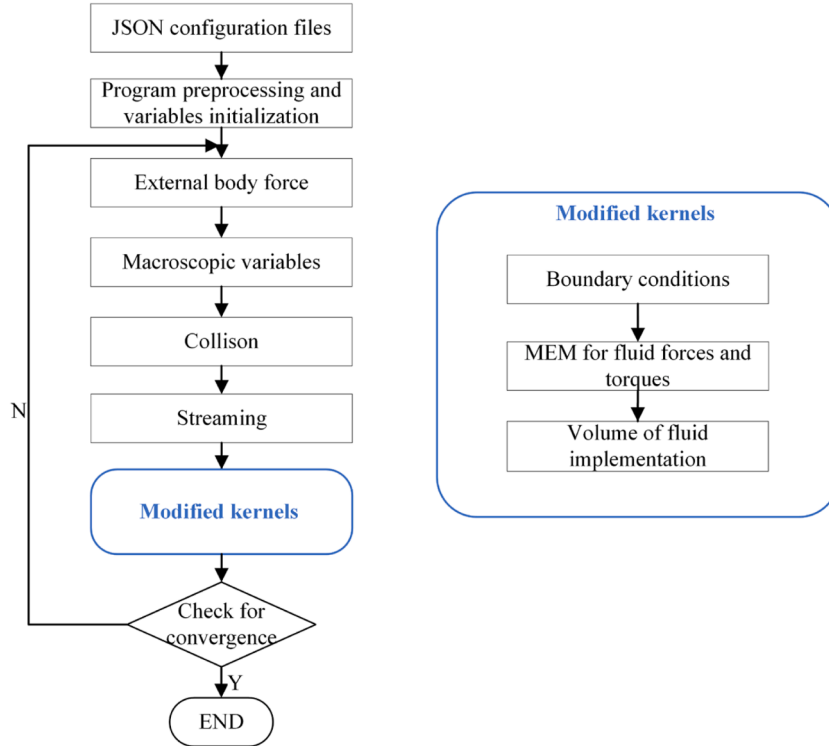 JSON configuration files
Program preprocessing and
variables initialization
External body force
Macroscopic variables
Collison
Streaming
N
Modified kernels
Check for
convergence
Y
END
Modified kernels
Boundary conditions
MEM for fluid forces and
torques
Volume of fluid
implementation